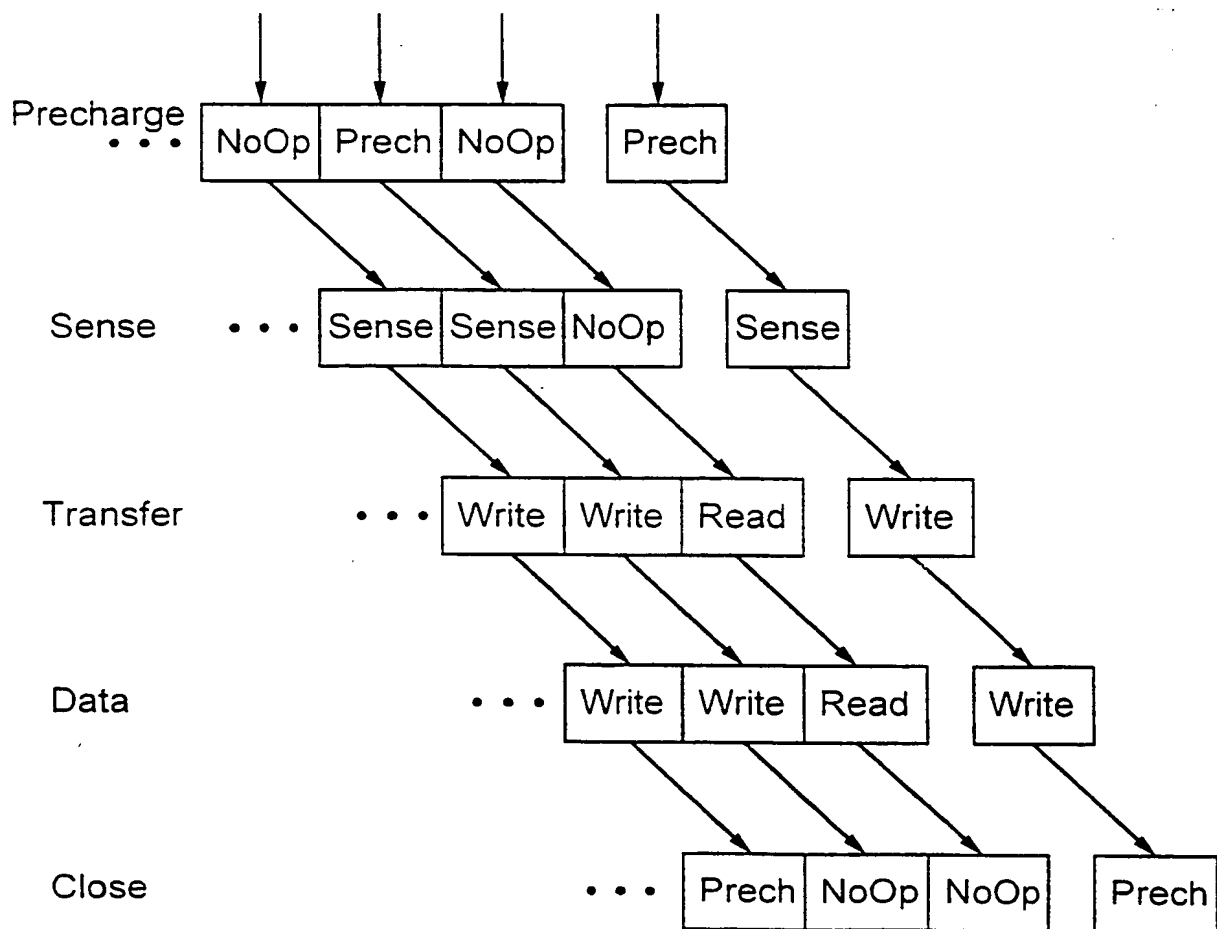 Precharge
• • • NoOp Prech NoOp Prech
Sense • • • Sense Sense NoOp Sense
Transfer • • • Write Write Read Write
Data • • • Write Write Read Write
Close • • • Prech NoOp NoOp Prech